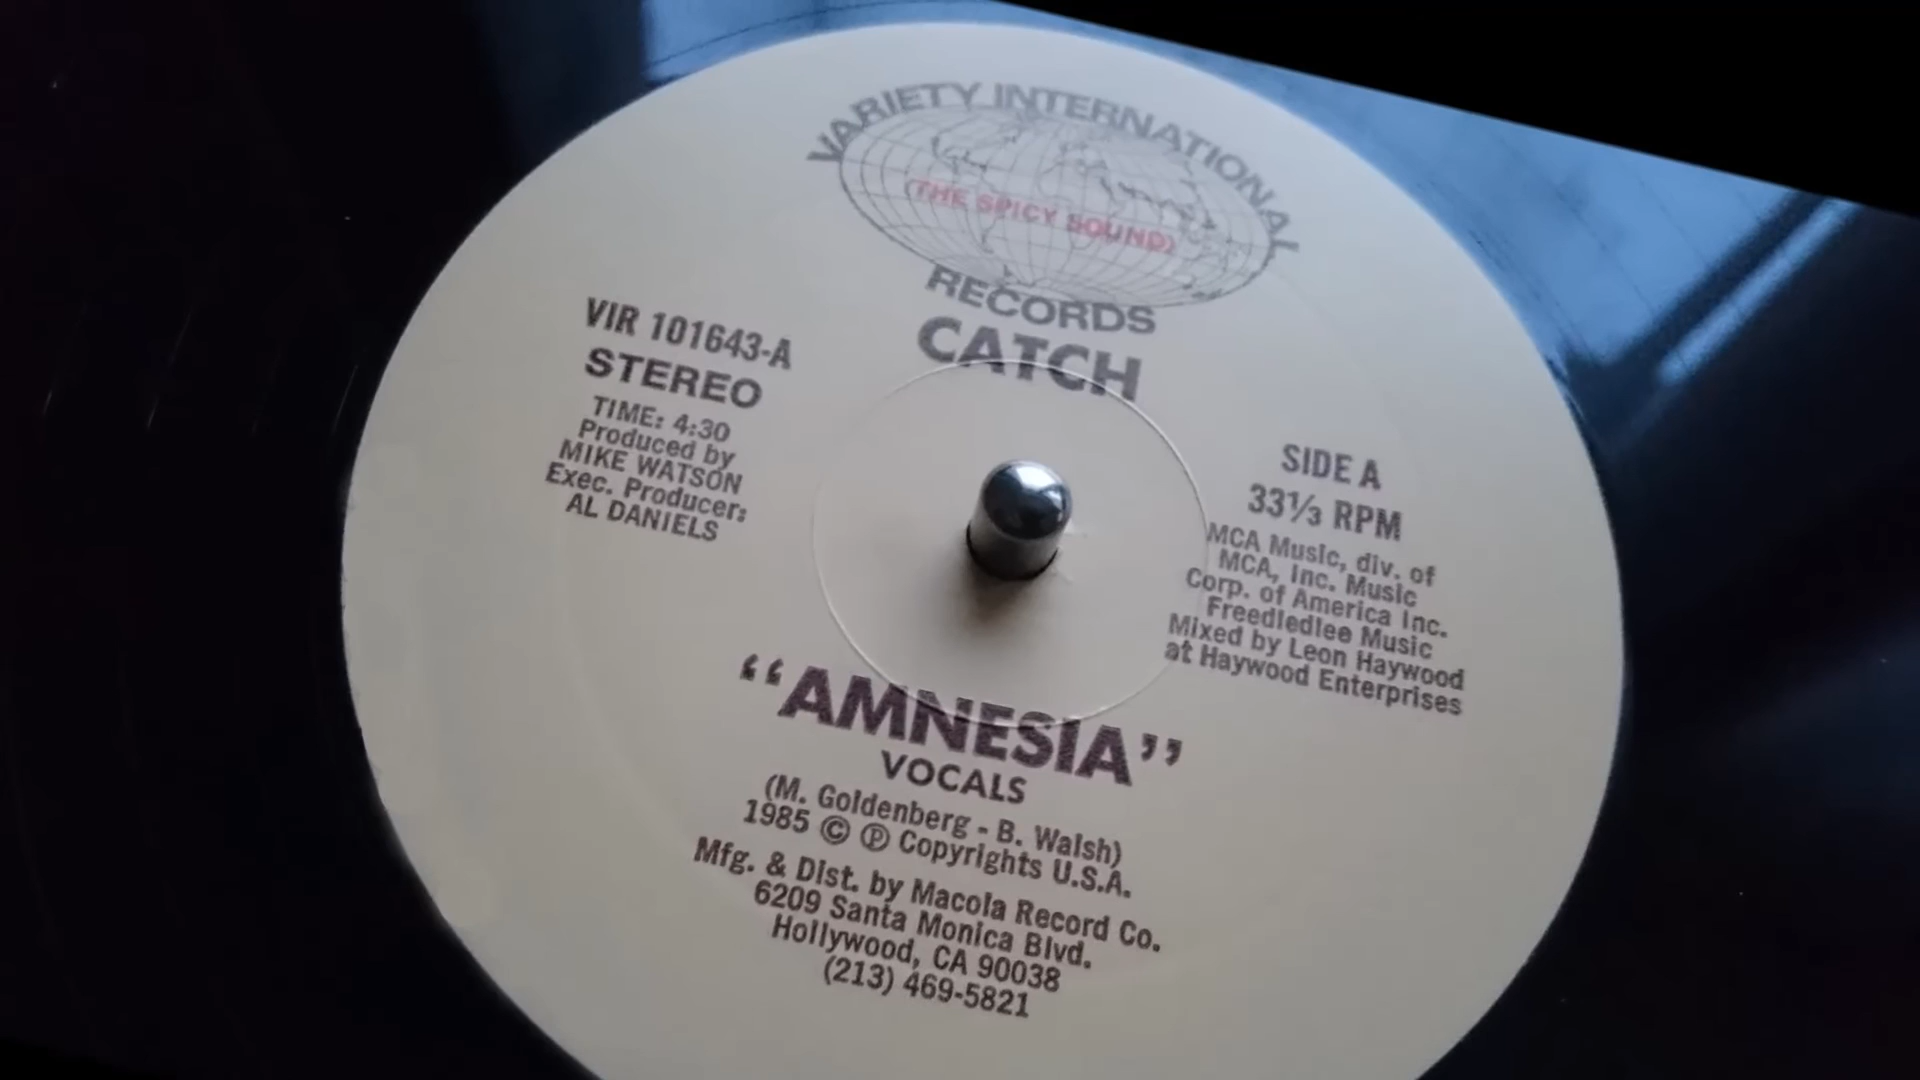 VARIETY INTERNATIONAL
(THE SPICY SOUND)
RECORDS
CATCH
VIR 101643-A
STEREO
TIME: 4:30
Produced by
MIKE WATSON
Exec. Producer:
AL DANIELS
SIDE A
33⅓ RPM
MCA Music, div. of
MCA, Inc. Music
Corp. of America Inc.
Freedledlee Music
Mixed by Leon Haywood
at Haywood Enterprises
“AMNESIA”
VOCALS
(M. Goldenberg - B. Walsh)
1985 © ℗ Copyrights U.S.A.
Mfg. & Dist. by Macola Record Co.
6209 Santa Monica Blvd.
Hollywood, CA 90038
(213) 469-5821